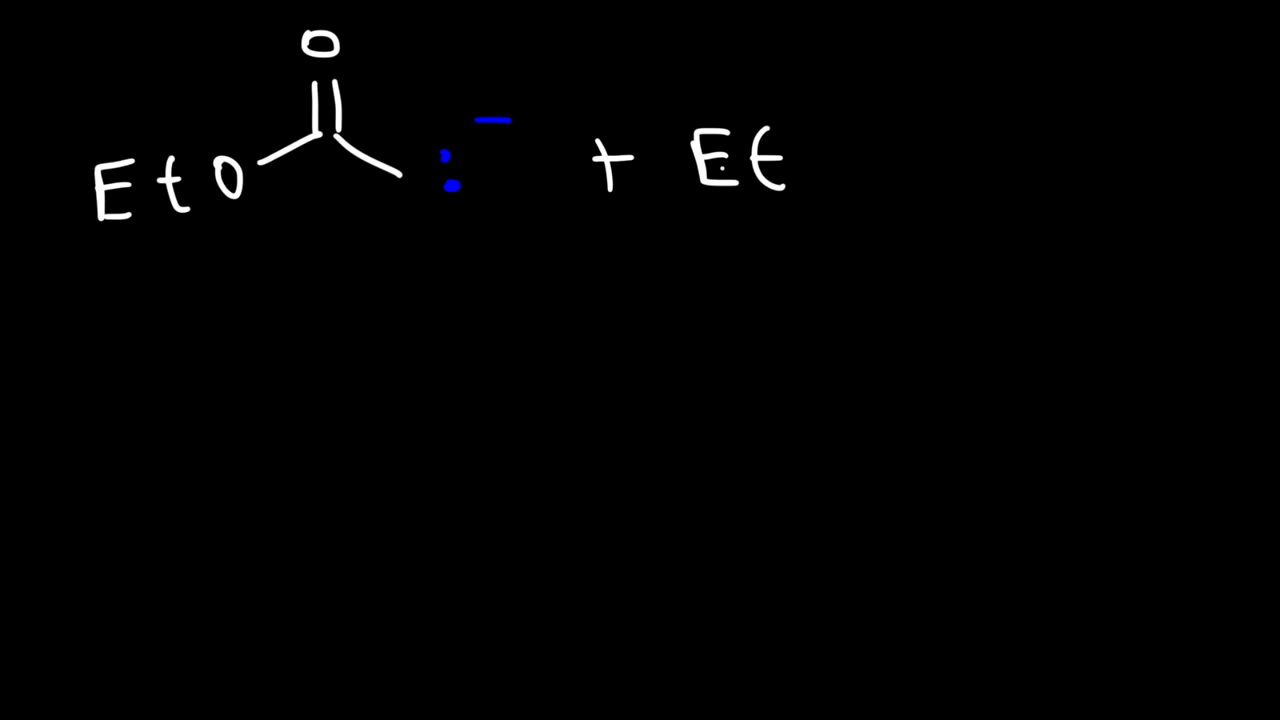 O
EtO : − + Et